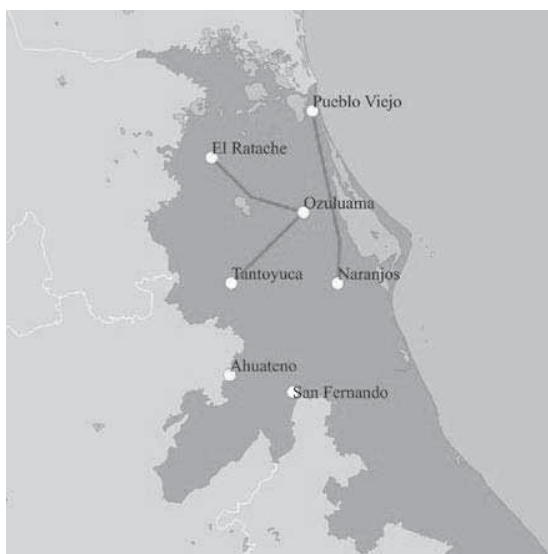 Pueblo Viejo
El Ratache
Ozuluama
Tantoyuca
Naranjos
Ahuateno
San Fernando